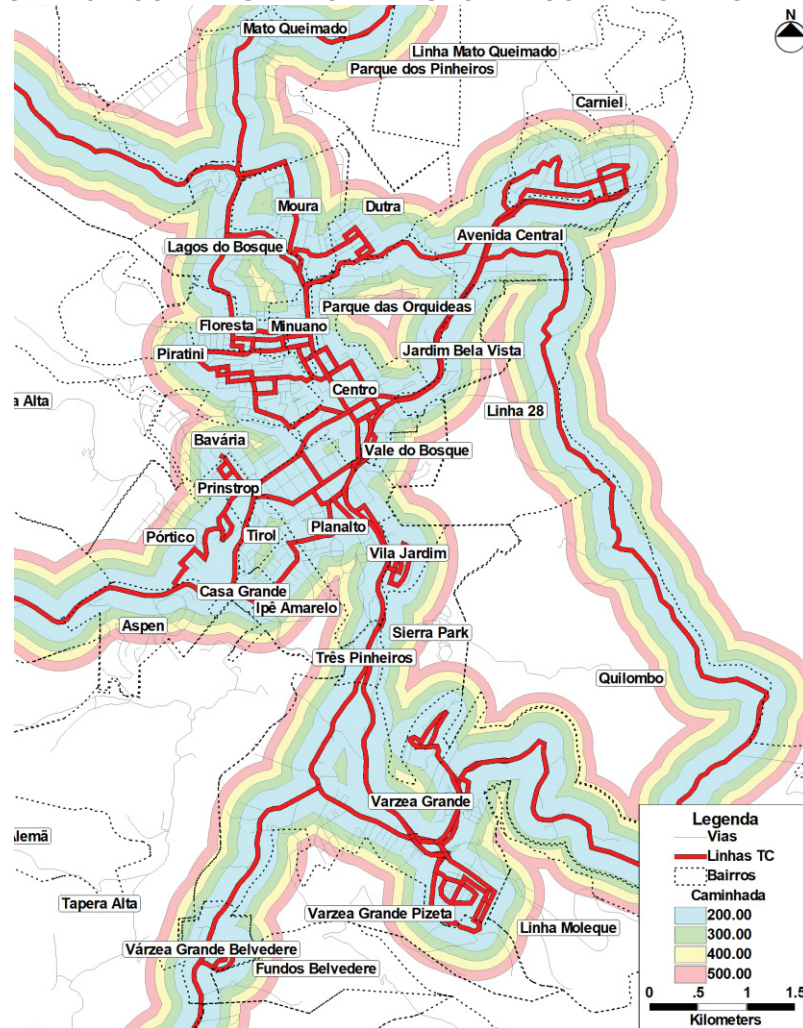 Mato Queimado
N
Linha Mato Queimado
Parque dos Pinheiros
Carniel
Moura
Dutra
Avenida Central
Lagos do Bosque
Parque das Orquideas
Floresta
Minuano
Piratini
Jardim Bela Vista
Centro
a Alta
Linha 28
Bavária
Vale do Bosque
Prinstrop
Planalto
Pórtico
Tirol
Vila Jardim
Casa Grande
Ipê Amarelo
Aspen
Sierra Park
Três Pinheiros
Quilombo
Varzea Grande
alemã
Tapera Alta
Varzea Grande Pizeta
Linha Moleque
Várzea Grande Belvedere
Fundos Belvedere
Legenda
Vias
Linhas TC
Bairros
Caminhada
200.00
300.00
400.00
500.00
0 .5 1 1.5
Kilometers